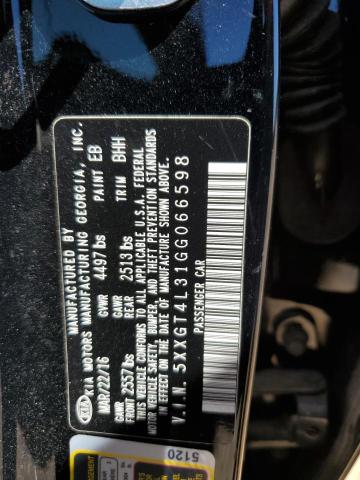 KIA
MANUFACTURED BY
KIA MOTORS MANUFACTURING GEORGIA, INC.
MAR/22/16 GVWR 4497 lbs PAINT EB
GAWR FRONT 2557 lbs GAWR REAR 2513 lbs TRIM BHH
THIS VEHICLE CONFORMS TO ALL APPLICABLE U.S.A. FEDERAL
MOTOR VEHICLE SAFETY, BUMPER, AND THEFT PREVENTION STANDARDS
IN EFFECT ON THE DATE OF MANUFACTURE SHOWN ABOVE.
V.I.N. 5XXGT4L31GG066598
PASSENGER CAR
5120